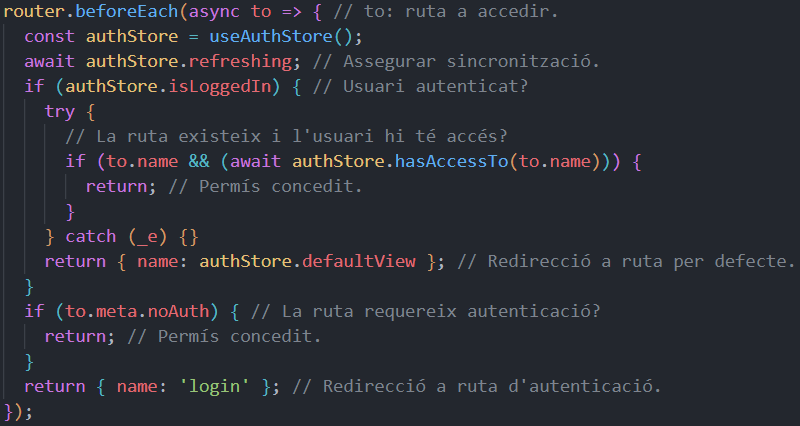 router.beforeEach(async to => { // to: ruta a accedir.
  const authStore = useAuthStore();
  await authStore.refreshing; // Assegurar sincronització.
  if (authStore.isLoggedIn) { // Usuari autenticat?
    try {
      // La ruta existeix i l'usuari hi té accés?
      if (to.name && (await authStore.hasAccessTo(to.name))) {
        return; // Permís concedit.
      }
    } catch (_e) {}
    return { name: authStore.defaultView }; // Redirecció a ruta per defecte.
  }
  if (to.meta.noAuth) { // La ruta requereix autenticació?
    return; // Permís concedit.
  }
  return { name: 'login' }; // Redirecció a ruta d'autenticació.
});